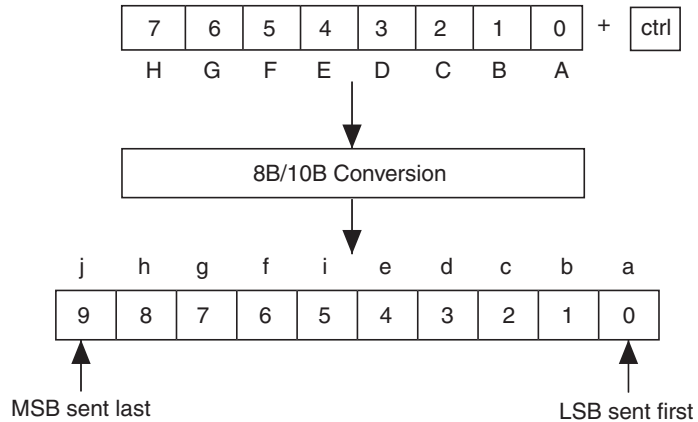 7 6 5 4 3 2 1 0 + ctrl
H G F E D C B A
8B/10B Conversion
j h g f i e d c b a
9 8 7 6 5 4 3 2 1 0
MSB sent last LSB sent first